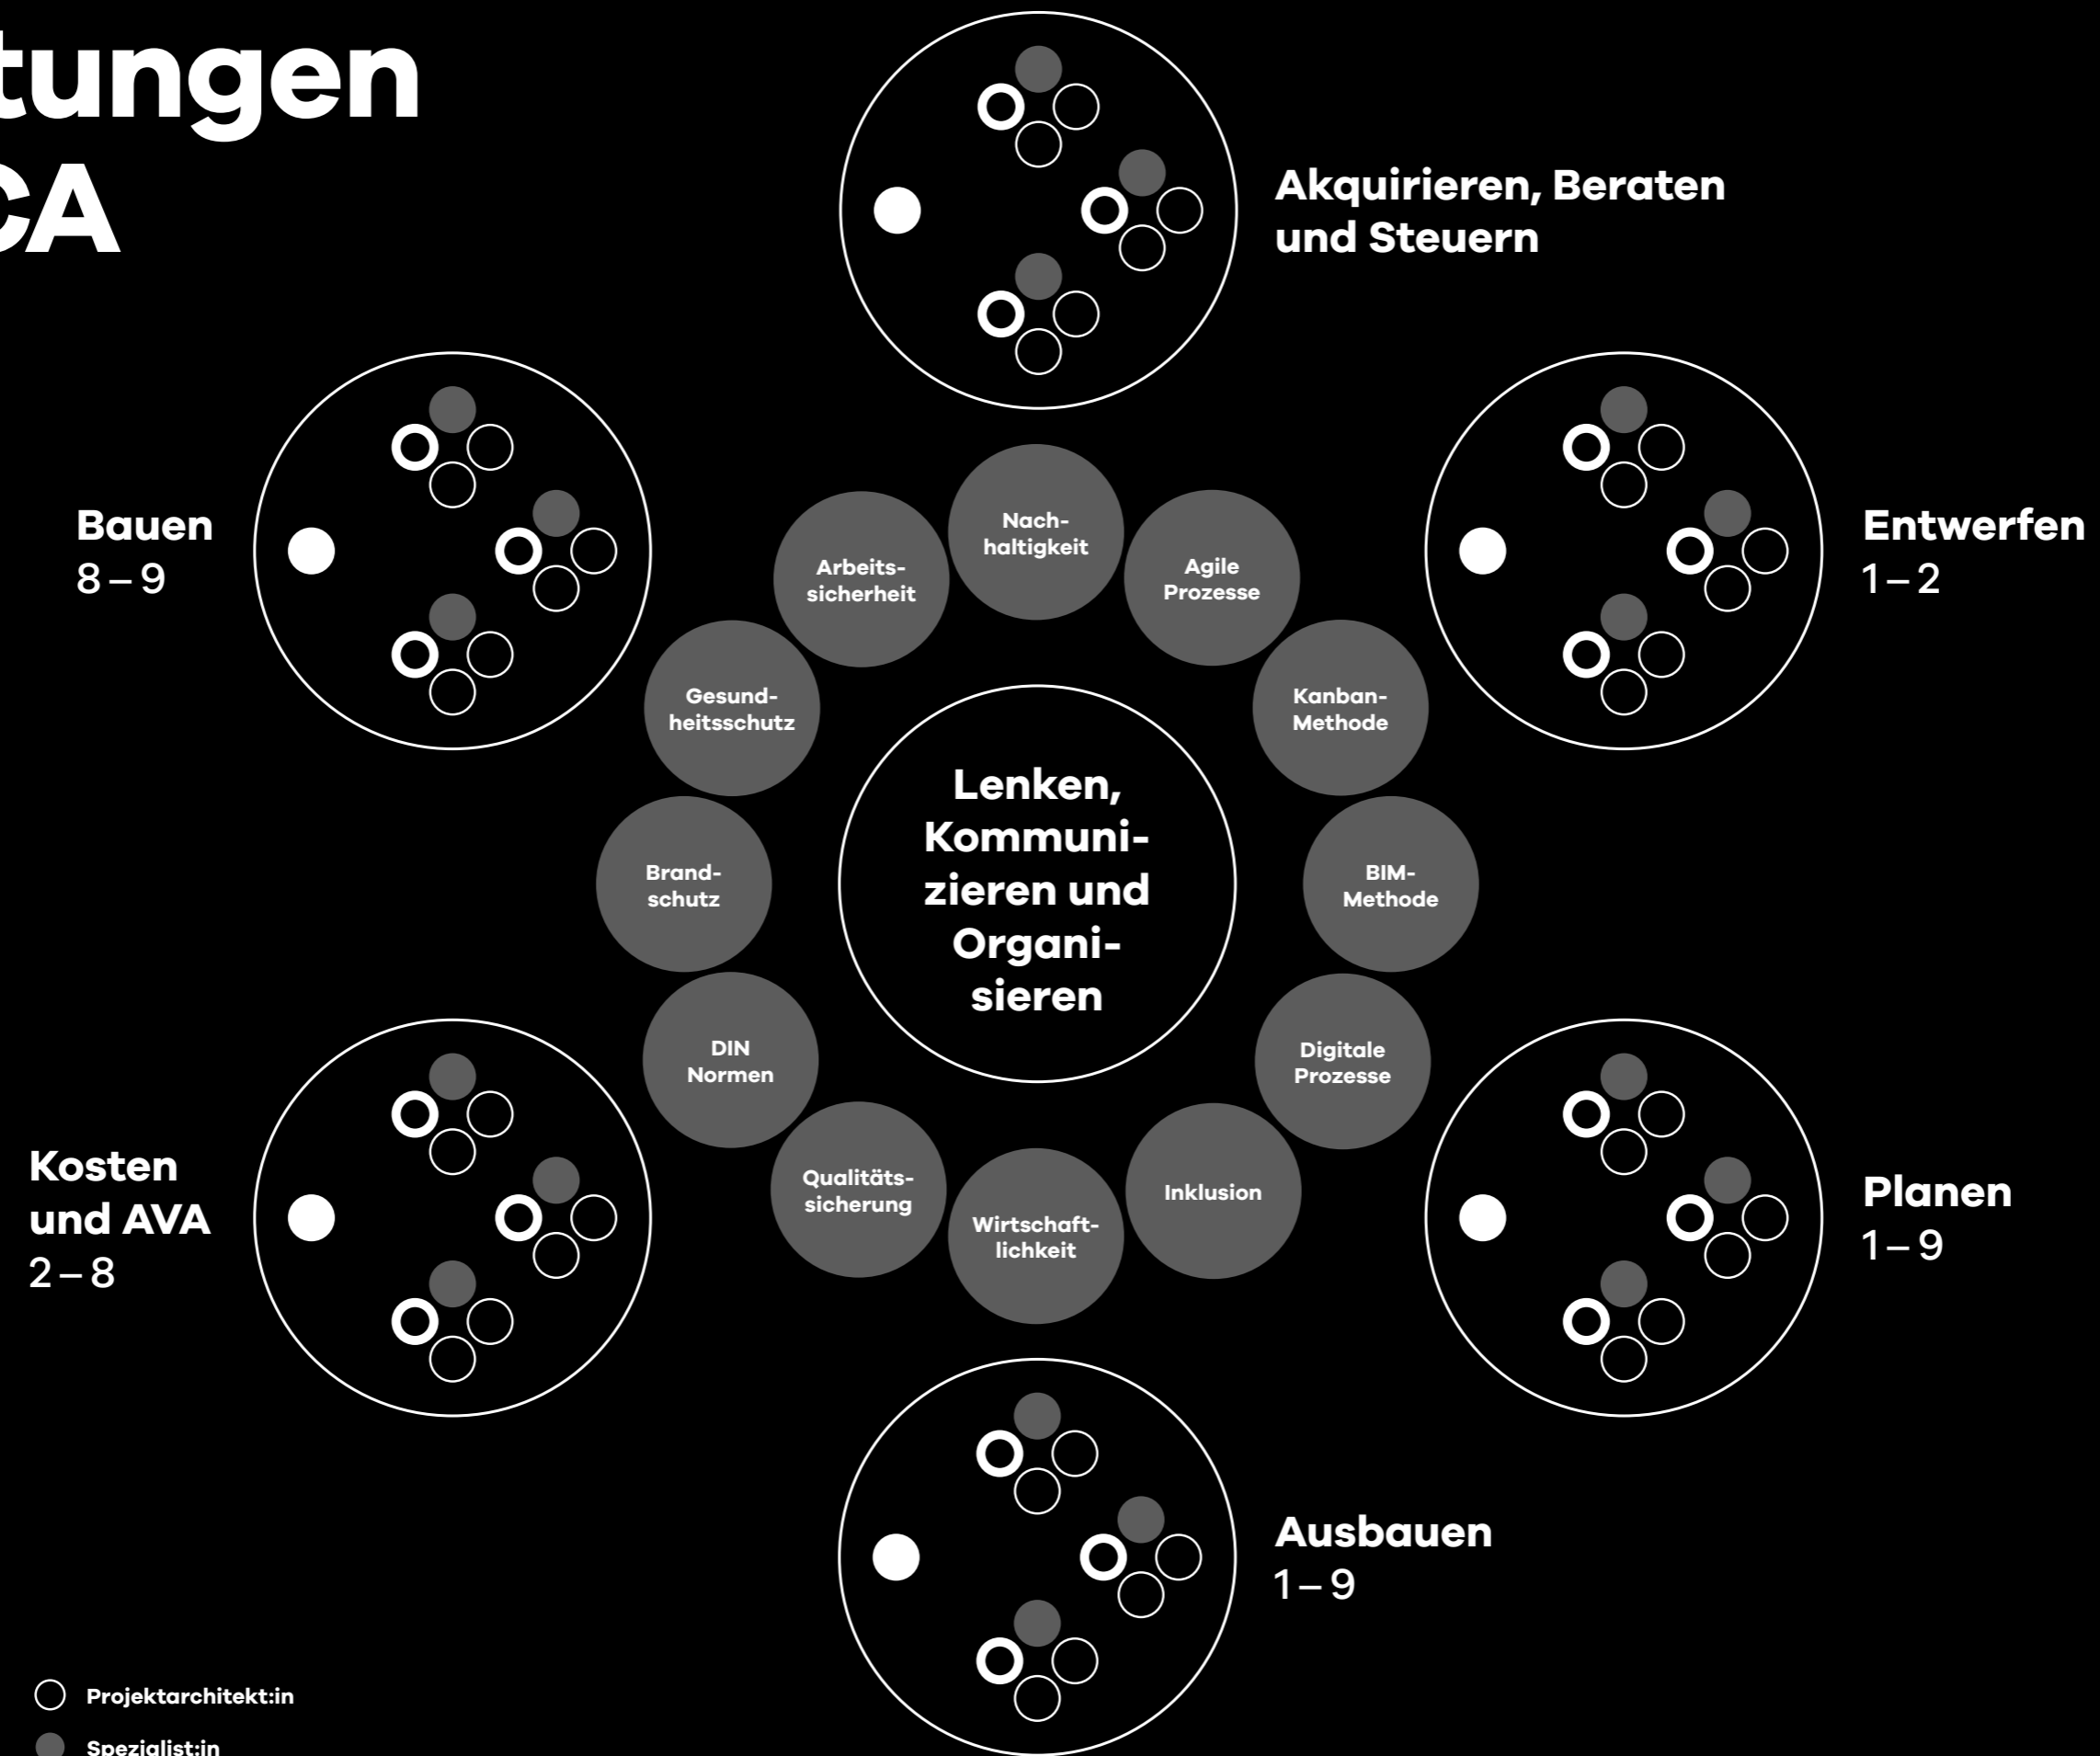 tungen
CA
Akquirieren, Beraten
und Steuern
Bauen
8 – 9
Entwerfen
1 – 2
Nach-
haltigkeit
Arbeits-
sicherheit
Agile
Prozesse
Gesund-
heitsschutz
Kanban-
Methode
Lenken,
Kommuni-
zieren und
Organi-
sieren
Brand-
schutz
BIM-
Methode
DIN
Normen
Digitale
Prozesse
Qualitäts-
sicherung
Wirtschaft-
lichkeit
Inklusion
Kosten
und AVA
2 – 8
Planen
1 – 9
Ausbauen
1 – 9
Projektarchitekt:in
Spezialist:in